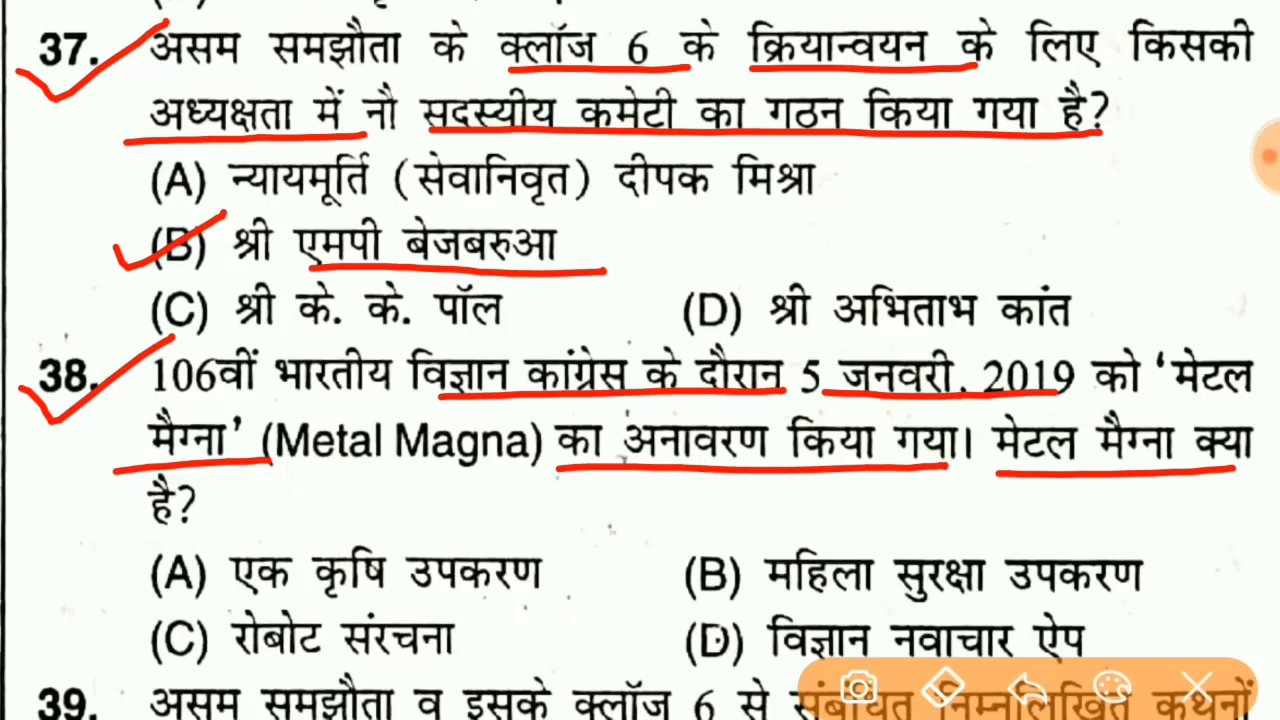 37. असम समझौता के क्लॉज 6 के क्रियान्वयन के लिए किसकी
अध्यक्षता में नौ सदस्यीय कमेटी का गठन किया गया है?
(A) न्यायमूर्ति (सेवानिवृत) दीपक मिश्रा
(B) श्री एमपी बेजबरुआ
(C) श्री के. के. पॉल (D) श्री अभिताभ कांत
38. 106वीं भारतीय विज्ञान कांग्रेस के दौरान 5 जनवरी, 2019 को ‘मेटल
मैग्ना’ (Metal Magna) का अनावरण किया गया। मेटल मैग्ना क्या
है?
(A) एक कृषि उपकरण (B) महिला सुरक्षा उपकरण
(C) रोबोट संरचना (D) विज्ञान नवाचार ऐप
39. असम समझौता व इसके क्लॉज 6 से संबंधित निम्नलिखित कथनों